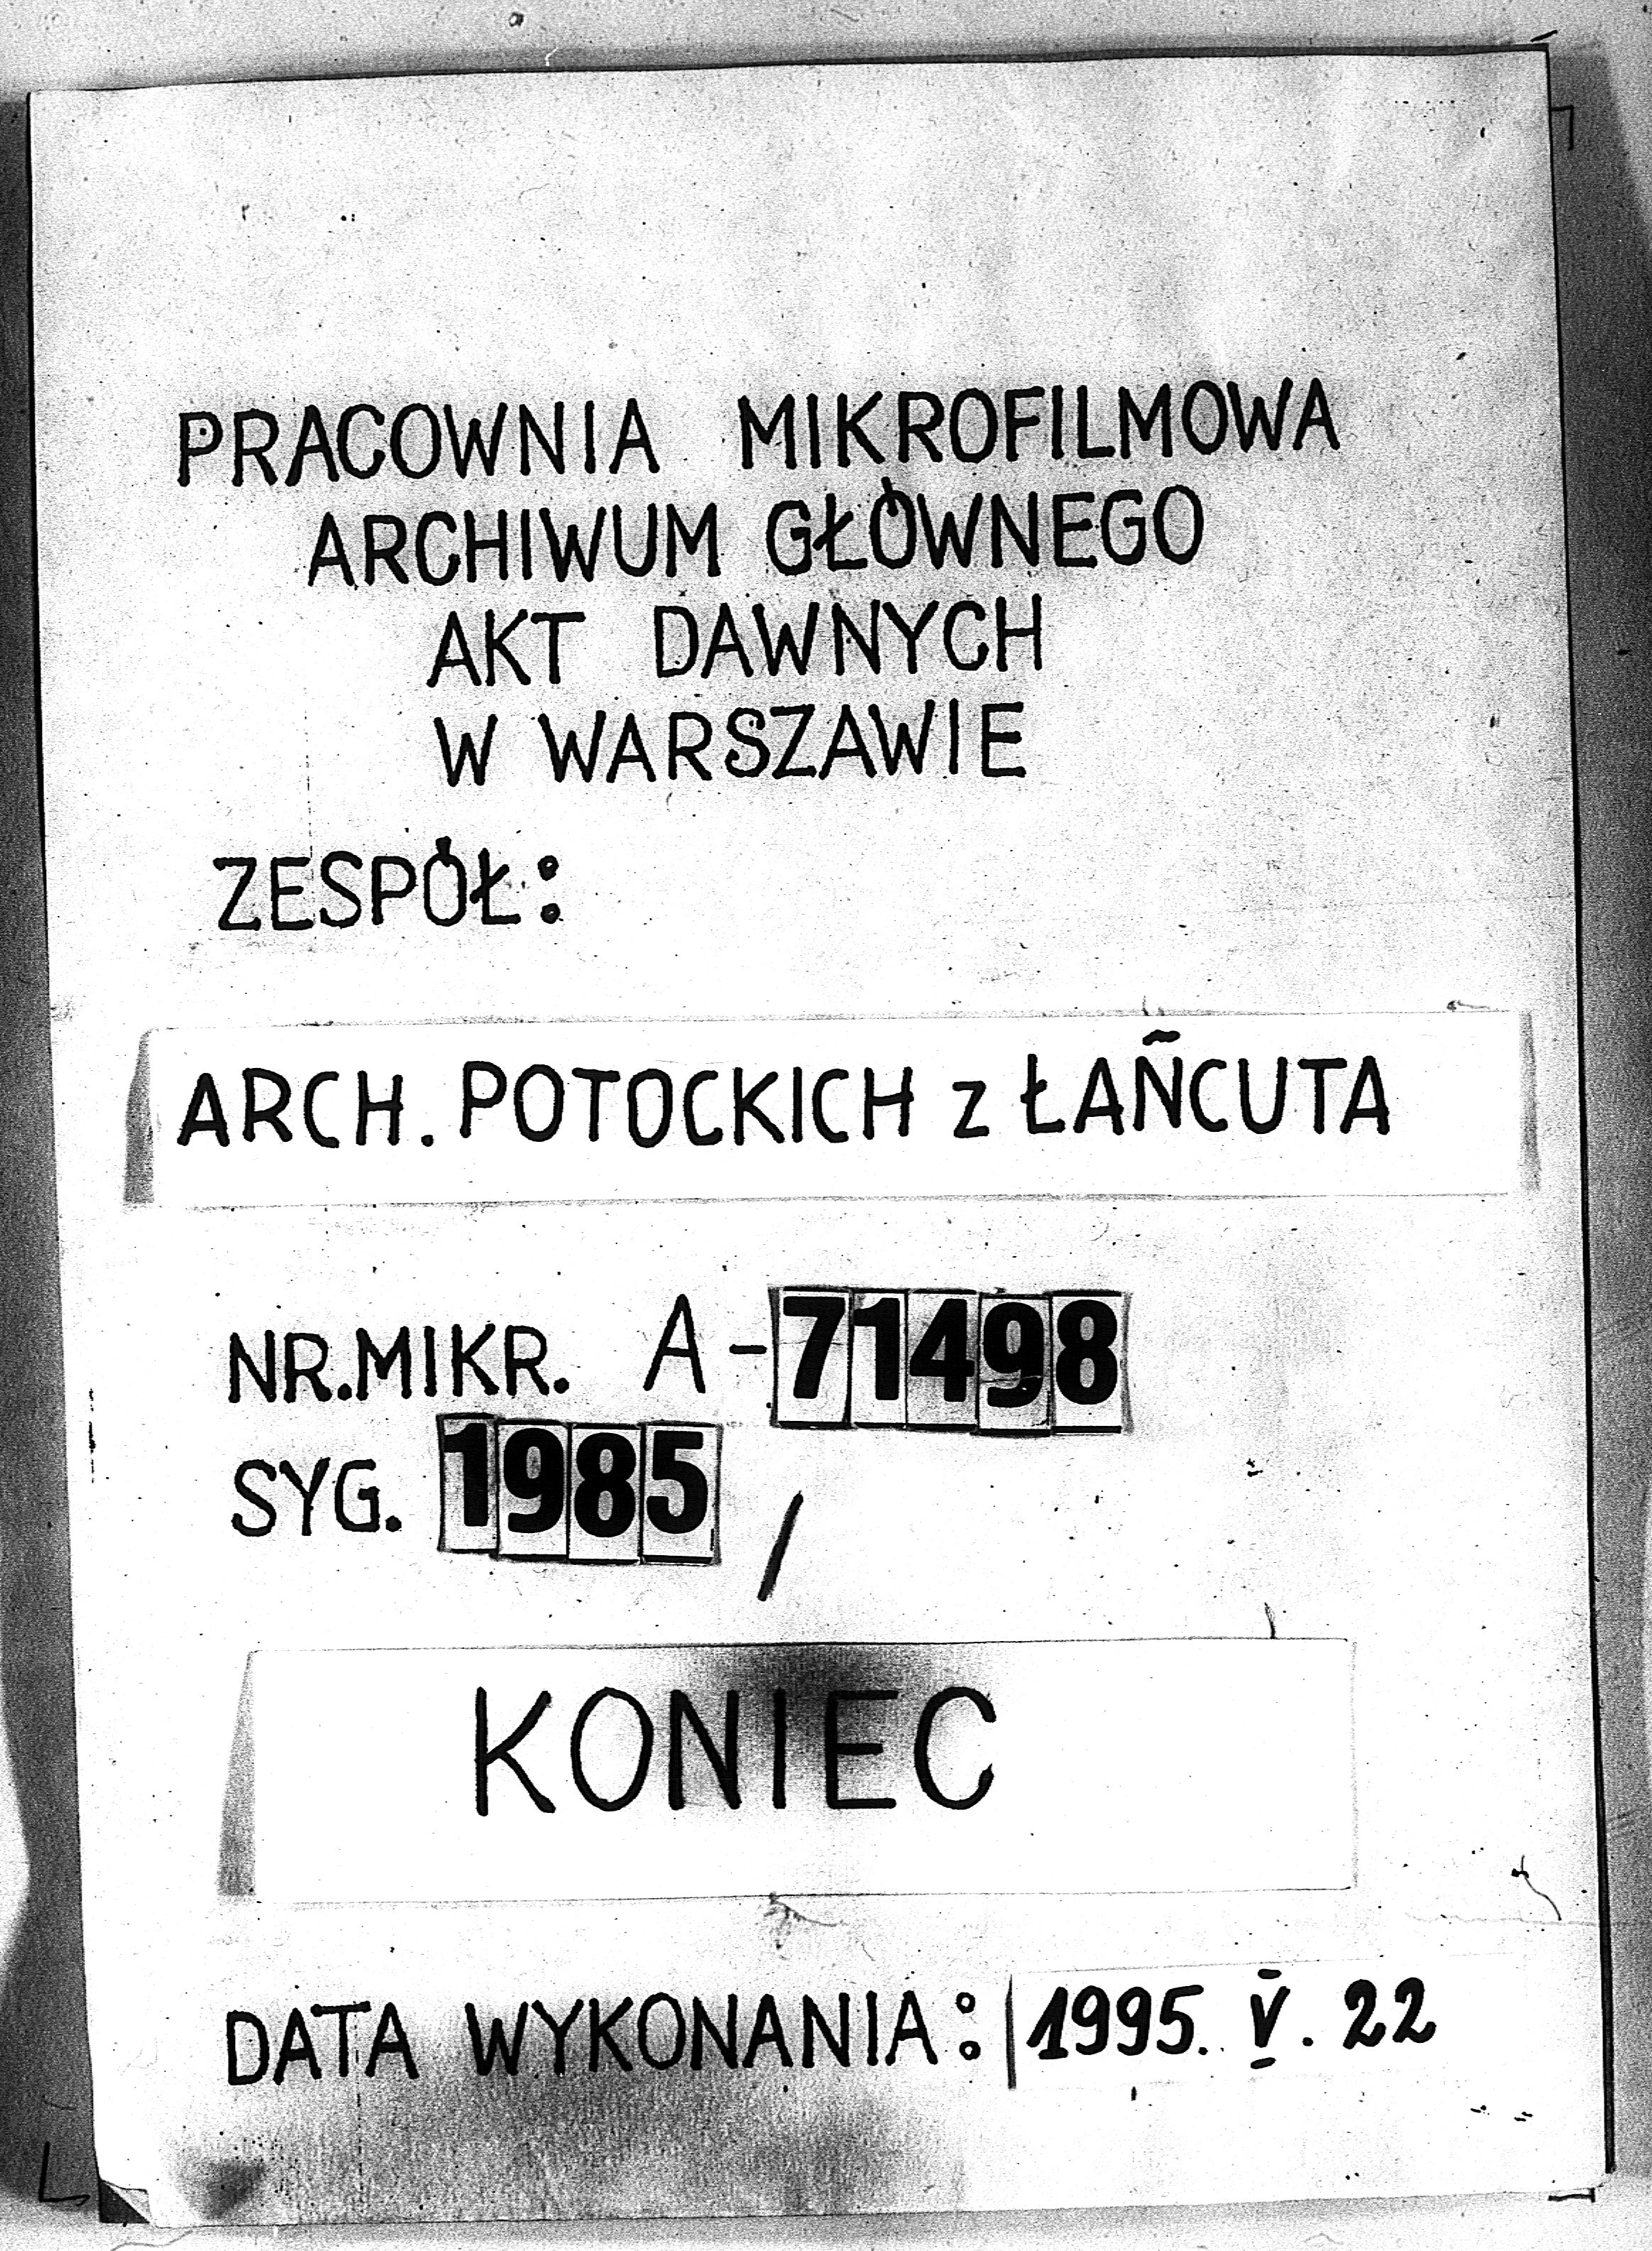 PRACOWNIA MIKROFILMOWA
ARCHIWUM GŁÓWNEGO
AKT DAWNYCH
W WARSZAWIE
ZESPÓŁ:
ARCH. POTOCKICH z ŁAŃCUTA
NR.MIKR. A-71498
SYG. 1985 /
KONIEC
DATA WYKONANIA: 1995. V. 22